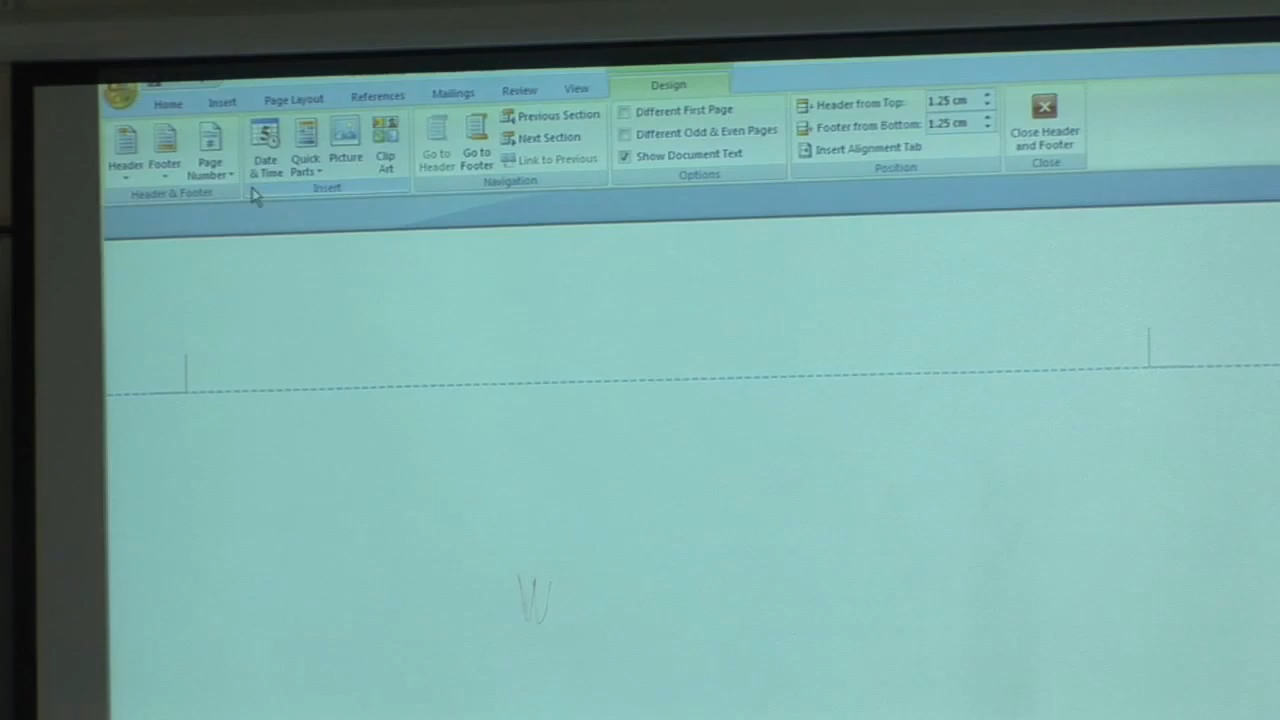 Home Insert Page Layout References Mailings Review View Design
Header Footer Page Number
Header & Footer
Date & Time Quick Parts Picture Clip Art
Insert
Go to Header Go to Footer Previous Section
Next Section
Link to Previous
Navigation
Different First Page
Different Odd & Even Pages
Show Document Text
Options
Header from Top: 1.25 cm
Footer from Bottom: 1.25 cm
Insert Alignment Tab
Position
Close Header and Footer
Close
W